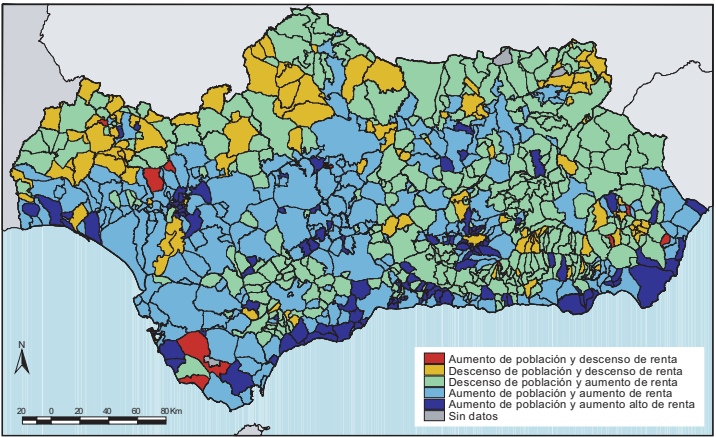 N
20 0 20 40 60 80 Km
Aumento de población y descenso de renta
Descenso de población y descenso de renta
Descenso de población y aumento de renta
Aumento de población y aumento de renta
Aumento de población y aumento alto de renta
Sin datos